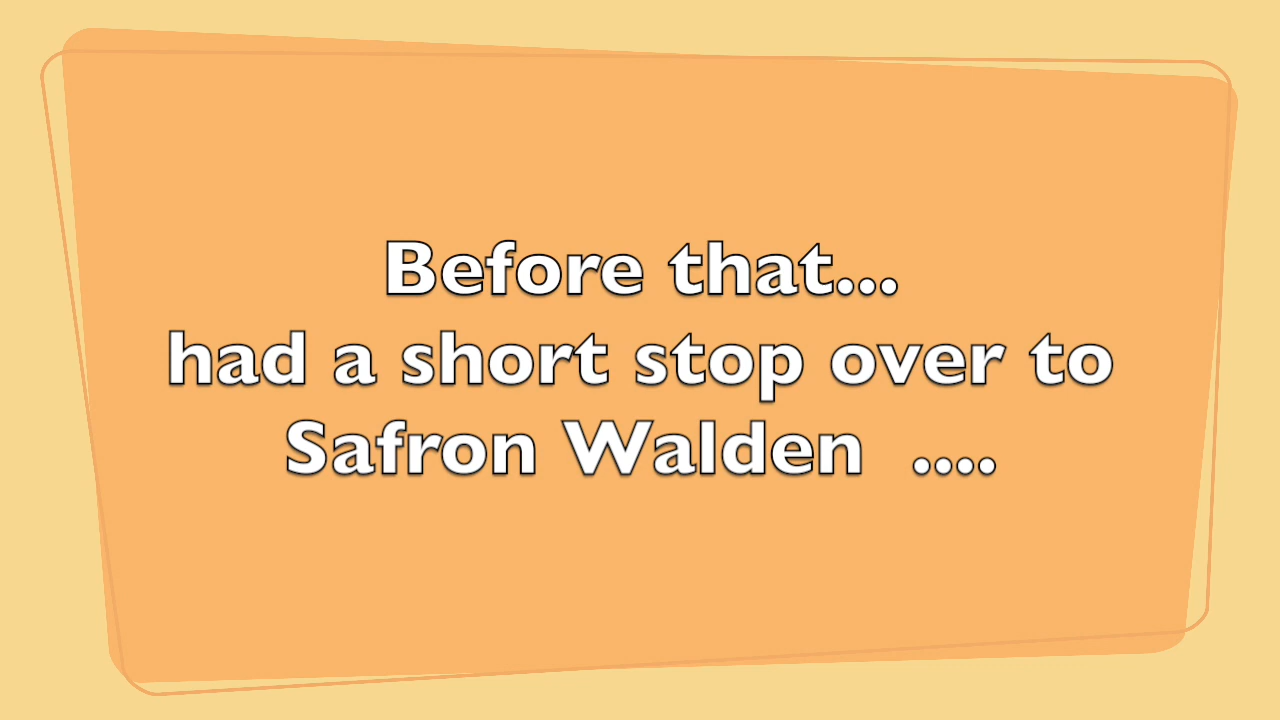 Before that...
had a short stop over to
Safron Walden  ....